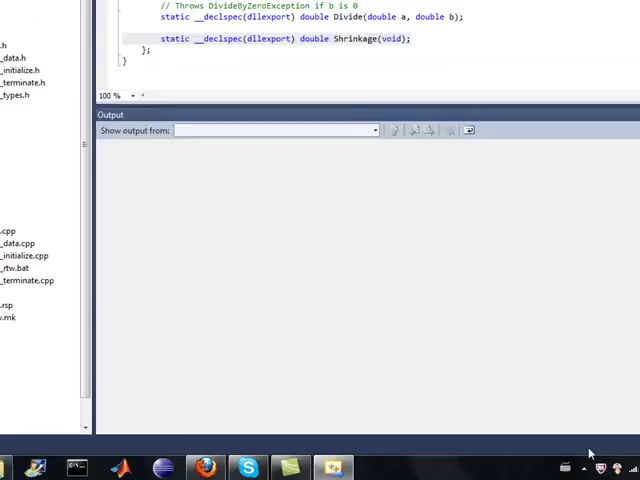 // Throws DivideByZeroException if b is 0
static __declspec(dllexport) double Divide(double a, double b);
static __declspec(dllexport) double Shrinkage(void);
};
}
.h
_data.h
_initialize.h
_terminate.h
_types.h
100 %
Output
Show output from:
.cpp
_data.cpp
_initialize.cpp
_rtw.bat
_terminate.cpp
.rsp
.mk